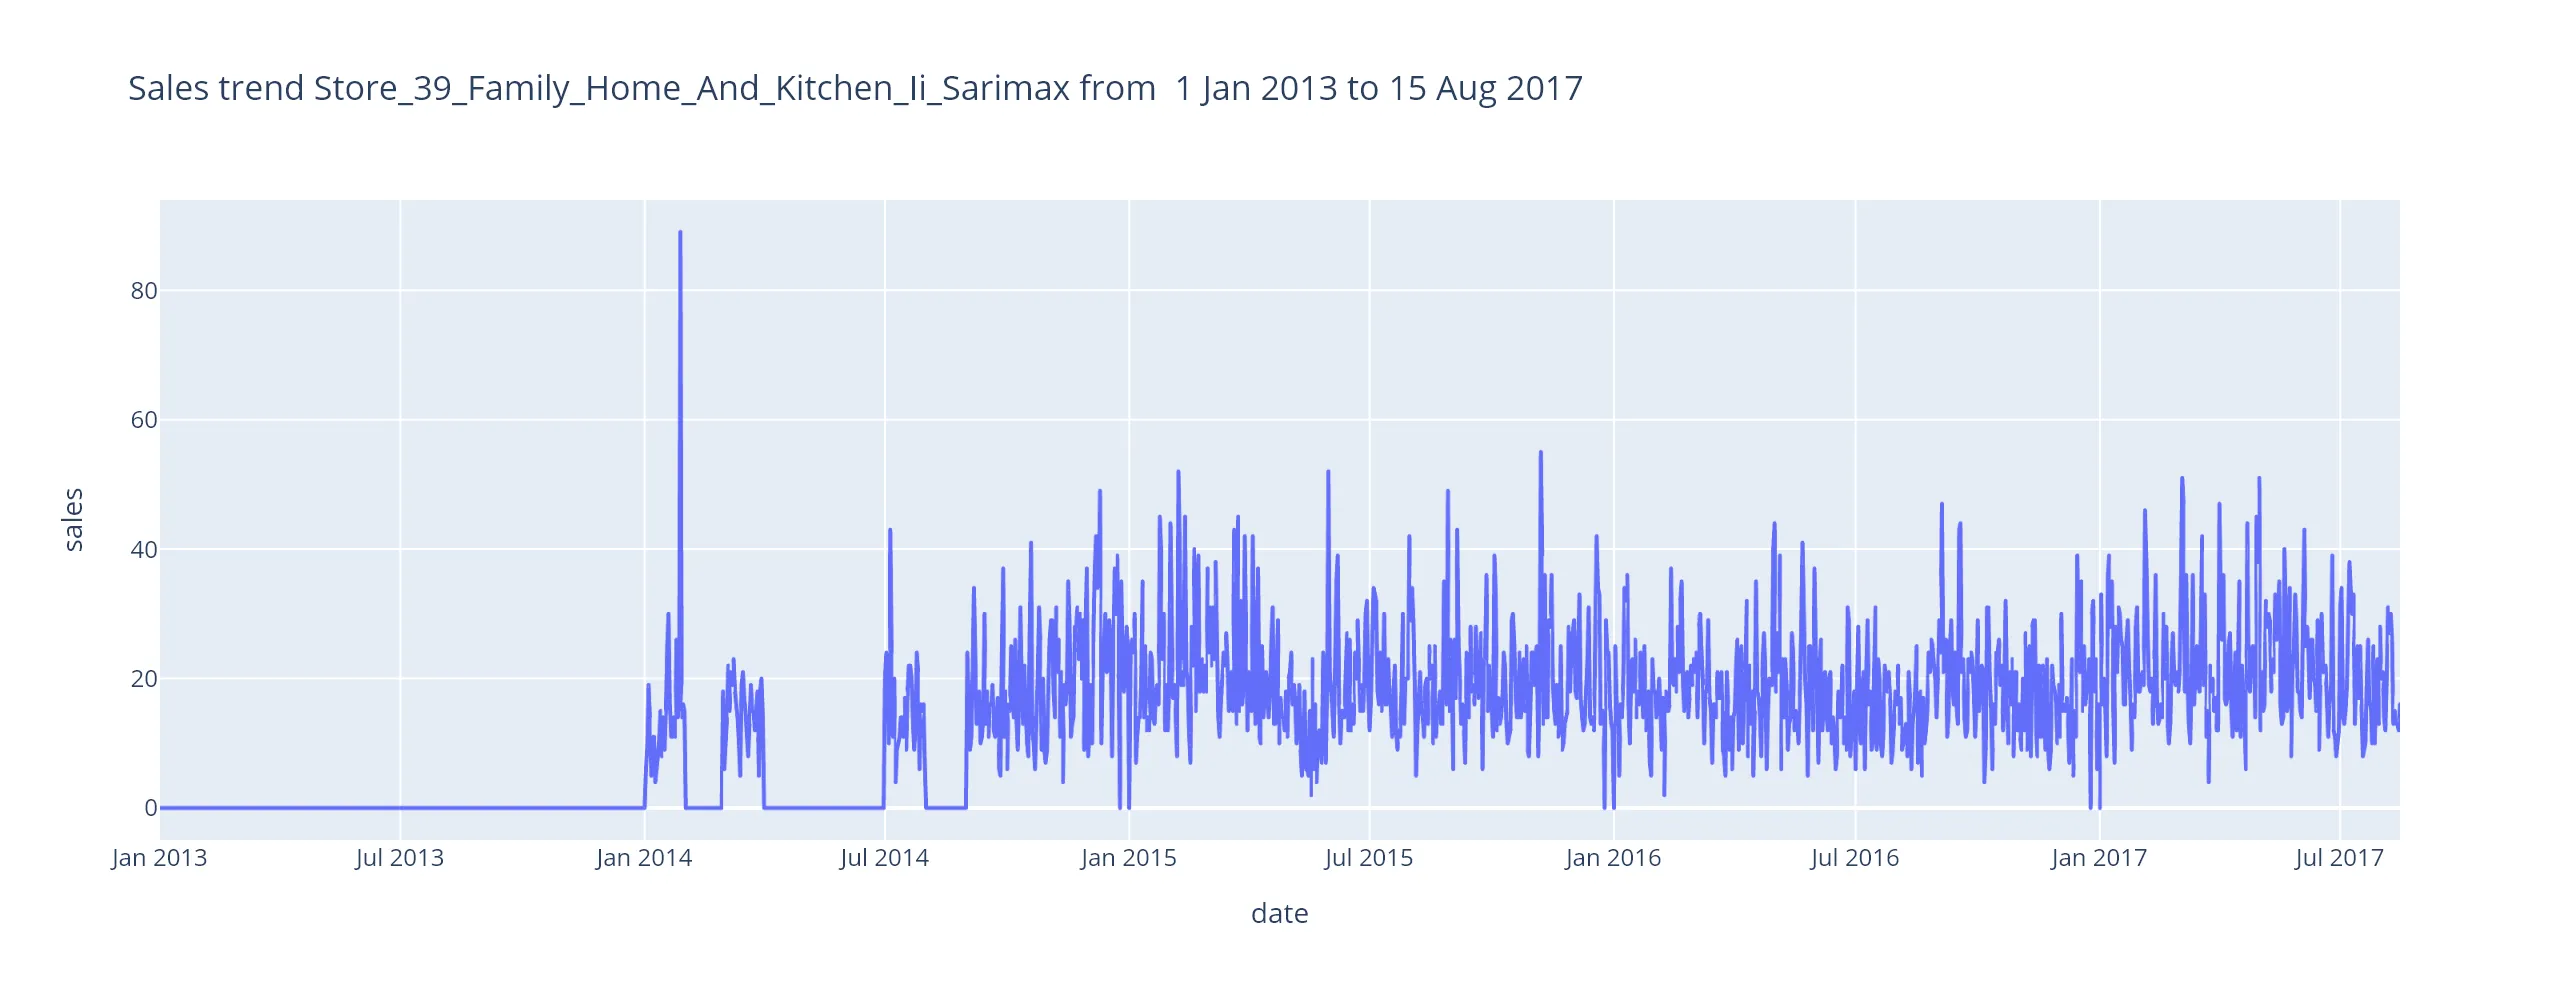 Sales trend Store_39_Family_Home_And_Kitchen_Ii_Sarimax from  1 Jan 2013 to 15 Aug 2017
80
60
sales
40
20
0
Jan 2013 Jul 2013 Jan 2014 Jul 2014 Jan 2015 Jul 2015 Jan 2016 Jul 2016 Jan 2017 Jul 2017
date